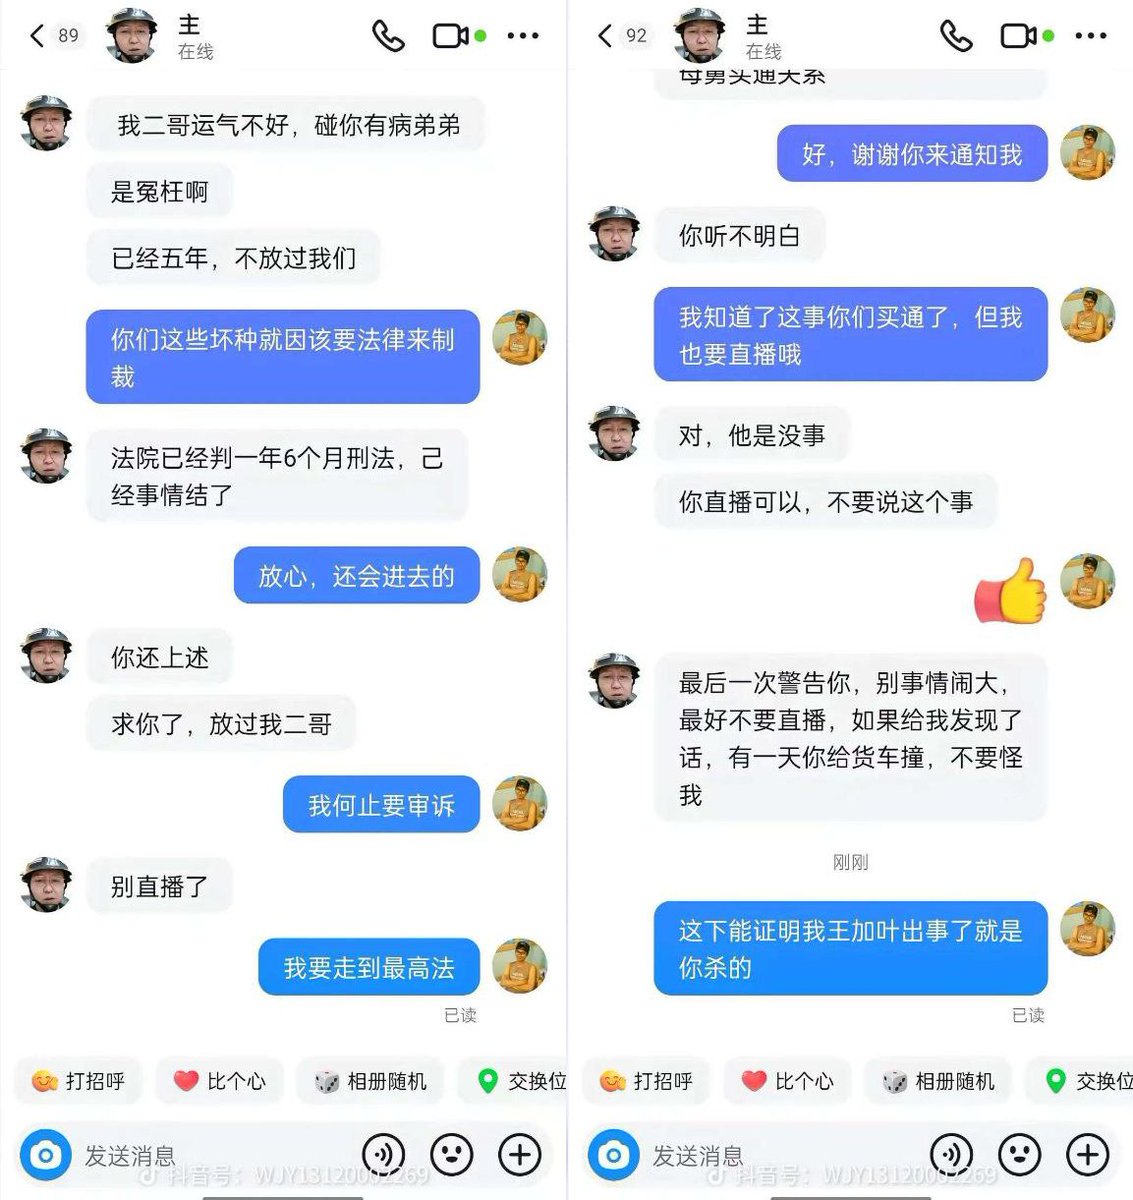 89
主
在线
我二哥运气不好，碰你有病弟弟
是冤枉啊
已经五年，不放过我们
你们这些坏种就因该要法律来制
裁
法院已经判一年6个月刑法，己
经事情结了
放心，还会进去的
你还上述
求你了，放过我二哥
我何止要审诉
别直播了
我要走到最高法
已读
打招呼
比个心
相册随机
交换位
发送消息
抖音号：WJY13120002269
92
主
在线
母舅买通关系
好，谢谢你来通知我
你听不明白
我知道了这事你们买通了，但我
也要直播哦
对，他是没事
你直播可以，不要说这个事
最后一次警告你，别事情闹大，
最好不要直播，如果给我发现了
话，有一天你给货车撞，不要怪
我
刚刚
这下能证明我王加叶出事了就是
你杀的
已读
打招呼
比个心
相册随机
交换位
发送消息
抖音号：WJY13120002269